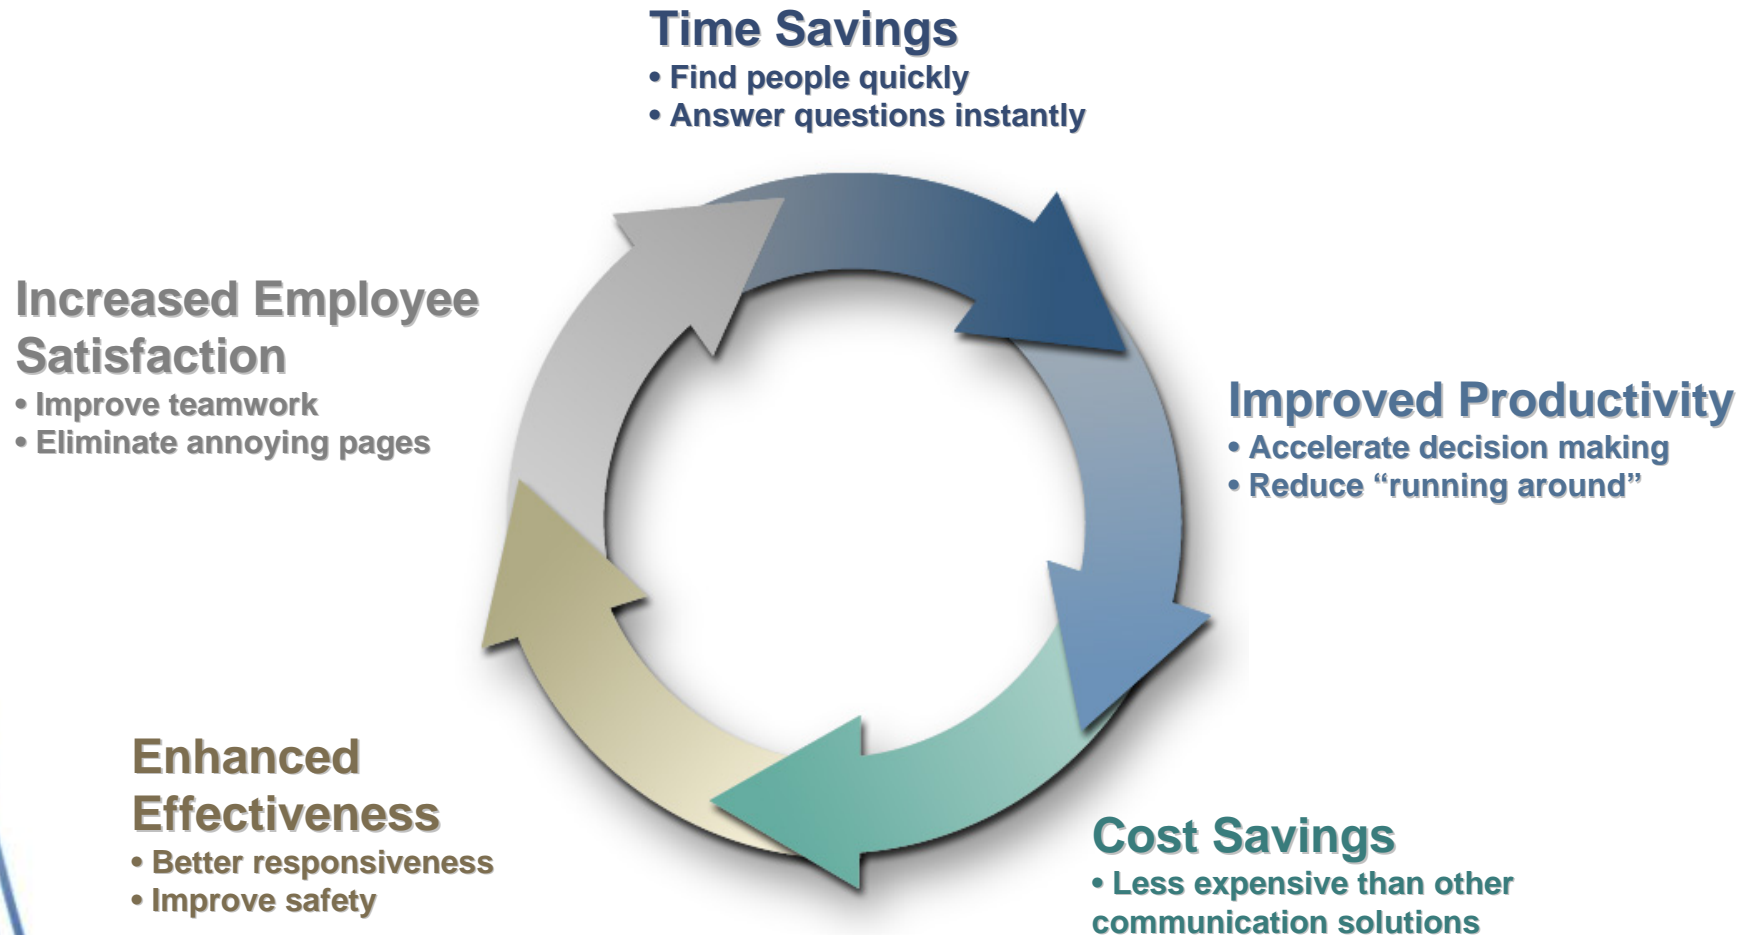 Time Savings
• Find people quickly
• Answer questions instantly
Increased Employee
Satisfaction
• Improve teamwork
• Eliminate annoying pages
Improved Productivity
• Accelerate decision making
• Reduce “running around”
Enhanced
Effectiveness
• Better responsiveness
• Improve safety
Cost Savings
• Less expensive than other
communication solutions